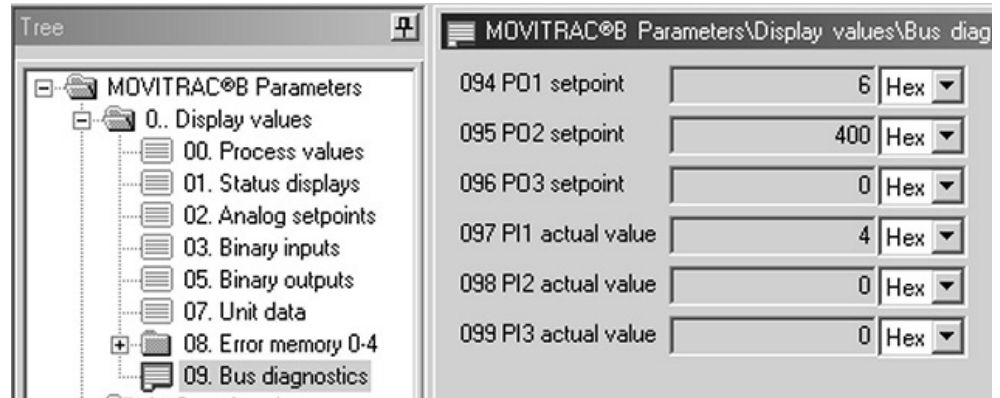 Tree
MOVITRAC®B Parameters
0.. Display values
00. Process values
01. Status displays
02. Analog setpoints
03. Binary inputs
05. Binary outputs
07. Unit data
08. Error memory 0-4
09. Bus diagnostics
MOVITRAC®B Parameters\Display values\Bus diag
094 PO1 setpoint 6 Hex
095 PO2 setpoint 400 Hex
096 PO3 setpoint 0 Hex
097 PI1 actual value 4 Hex
098 PI2 actual value 0 Hex
099 PI3 actual value 0 Hex